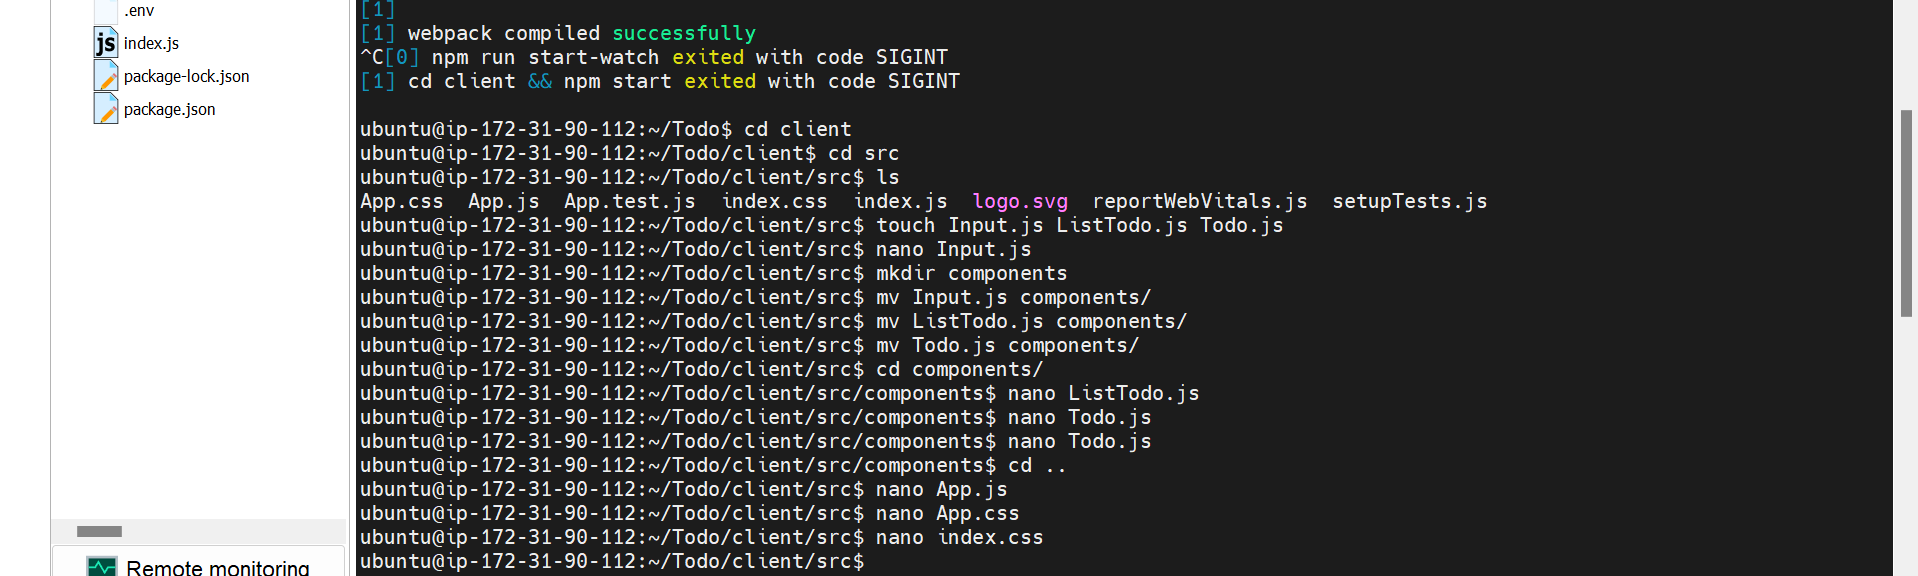 .env
index.js
package-lock.json
package.json
Remote monitoring
[1]
[1] webpack compiled successfully
^C[0] npm run start-watch exited with code SIGINT
[1] cd client && npm start exited with code SIGINT
ubuntu@ip-172-31-90-112:~/Todo$ cd client
ubuntu@ip-172-31-90-112:~/Todo/client$ cd src
ubuntu@ip-172-31-90-112:~/Todo/client/src$ ls
App.css  App.js  App.test.js  index.css  index.js  logo.svg  reportWebVitals.js  setupTests.js
ubuntu@ip-172-31-90-112:~/Todo/client/src$ touch Input.js ListTodo.js Todo.js
ubuntu@ip-172-31-90-112:~/Todo/client/src$ nano Input.js
ubuntu@ip-172-31-90-112:~/Todo/client/src$ mkdir components
ubuntu@ip-172-31-90-112:~/Todo/client/src$ mv Input.js components/
ubuntu@ip-172-31-90-112:~/Todo/client/src$ mv ListTodo.js components/
ubuntu@ip-172-31-90-112:~/Todo/client/src$ mv Todo.js components/
ubuntu@ip-172-31-90-112:~/Todo/client/src$ cd components/
ubuntu@ip-172-31-90-112:~/Todo/client/src/components$ nano ListTodo.js
ubuntu@ip-172-31-90-112:~/Todo/client/src/components$ nano Todo.js
ubuntu@ip-172-31-90-112:~/Todo/client/src/components$ nano Todo.js
ubuntu@ip-172-31-90-112:~/Todo/client/src/components$ cd ..
ubuntu@ip-172-31-90-112:~/Todo/client/src$ nano App.js
ubuntu@ip-172-31-90-112:~/Todo/client/src$ nano App.css
ubuntu@ip-172-31-90-112:~/Todo/client/src$ nano index.css
ubuntu@ip-172-31-90-112:~/Todo/client/src$